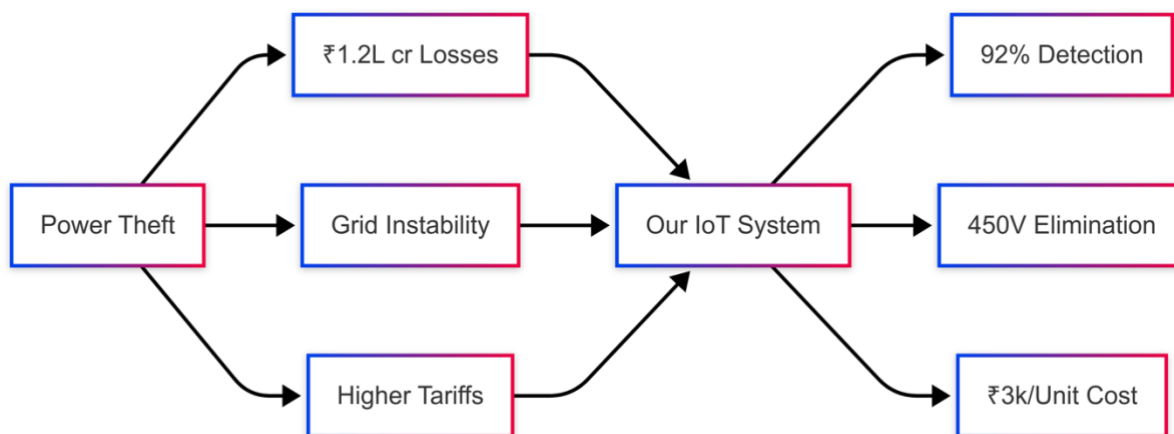 ₹1.2L cr Losses
92% Detection
Power Theft
Grid Instability
Our IoT System
450V Elimination
Higher Tariffs
₹3k/Unit Cost